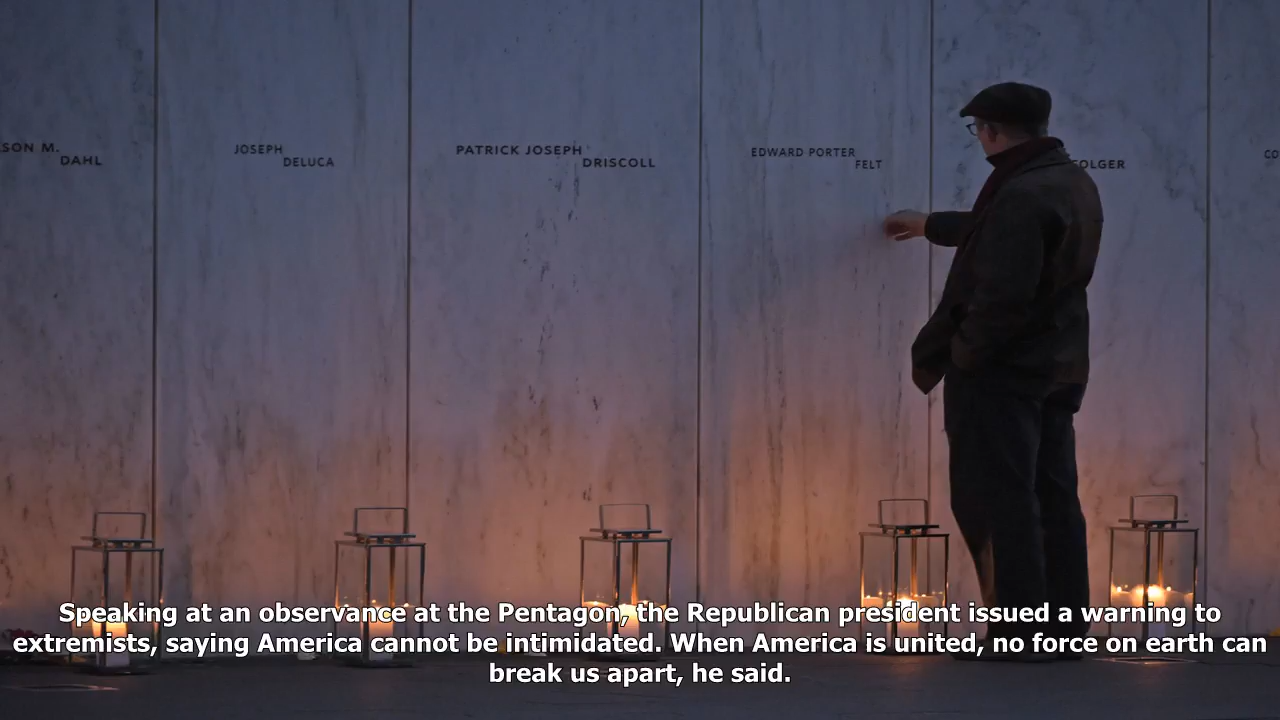 SON M.
DAHL
JOSEPH
DELUCA
PATRICK JOSEPH
DRISCOLL
EDWARD PORTER
FELT
COLGER
CO
Speaking at an observance at the Pentagon, the Republican president issued a warning to
extremists, saying America cannot be intimidated. When America is united, no force on earth can
break us apart, he said.